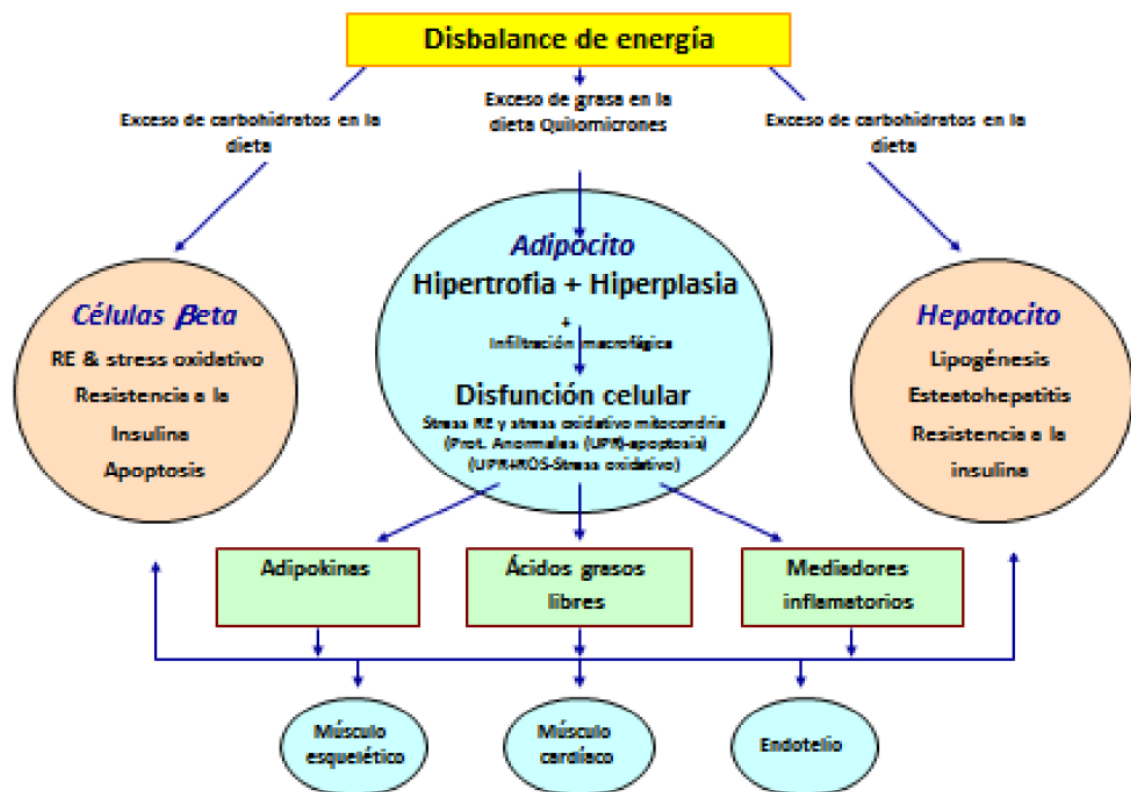 Disbalance de energía
Exceso de carbohidratos en la
dieta
Exceso de grasa en la
dieta Quilomicrones
Exceso de carbohidratos en la
dieta
Células βeta
RE & stress oxidativo
Resistencia a la
Insulina
Apoptosis
Adipocito
Hipertrofia + Hiperplasia
+
Infiltración macrofágica
Disfunción celular
Stress RE y stress oxidativo mitocondria
(Prot. Anormales (UPR)-apoptosis)
(UPR+ROS-Stress oxidativo)
Hepatocito
Lipogénesis
Esteatohepatitis
Resistencia a la
insulina
Adipokinas
Ácidos grasos
libres
Mediadores
inflamatorios
Músculo
esquelético
Músculo
cardíaco
Endotelio